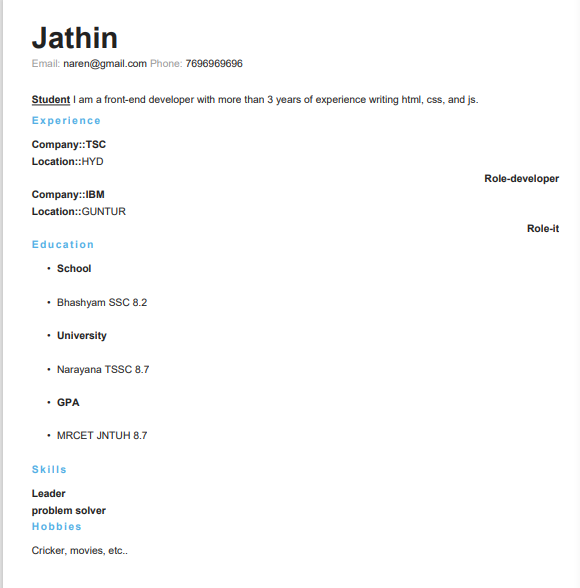 Jathin
Email: naren@gmail.com Phone: 7696969696
Student I am a front-end developer with more than 3 years of experience writing html, css, and js.
Experience
Company::TSC
Location::HYD
Role-developer
Company::IBM
Location::GUNTUR
Role-it
Education
• School
• Bhashyam SSC 8.2
• University
• Narayana TSSC 8.7
• GPA
• MRCET JNTUH 8.7
Skills
Leader
problem solver
Hobbies
Cricker, movies, etc..